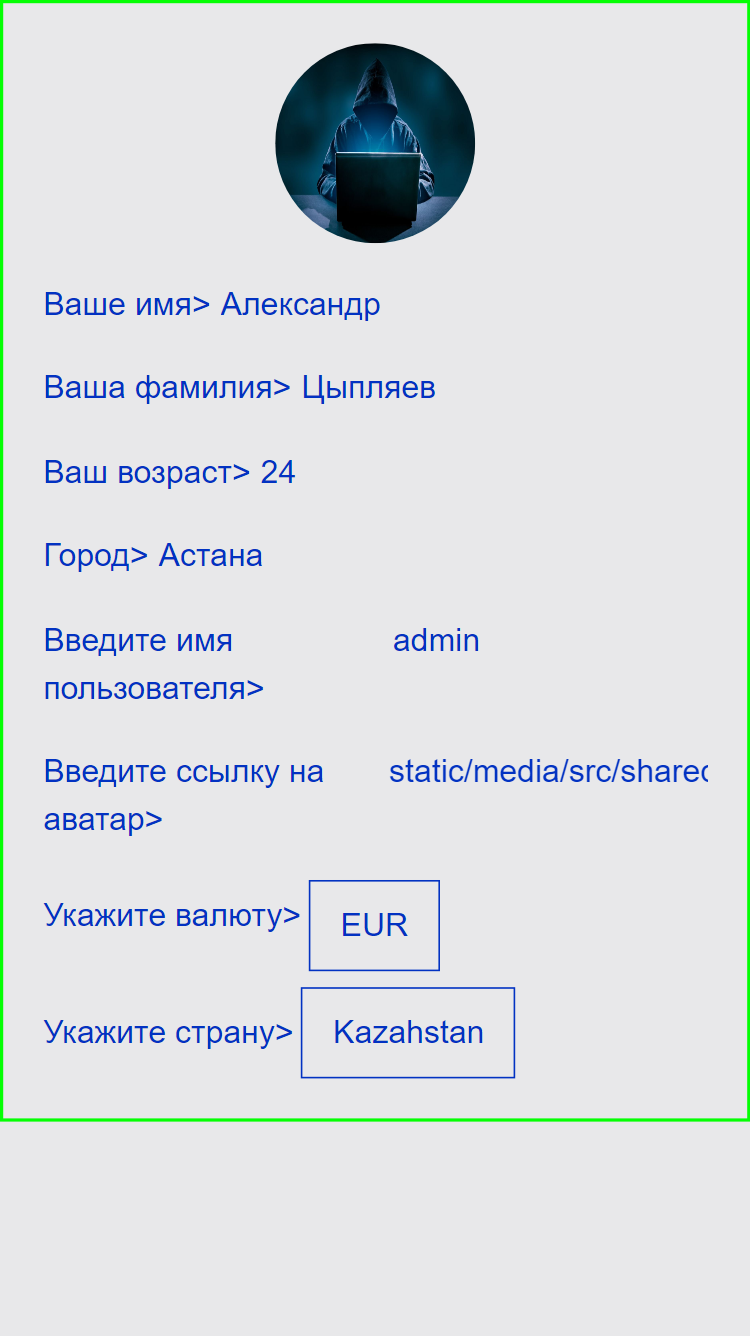 Ваше имя> Александр
Ваша фамилия> Цыпляев
Ваш возраст> 24
Город> Астана
Введите имя admin
пользователя>
Введите ссылку на static/media/src/shared
аватар>
Укажите валюту> EUR
Укажите страну> Kazahstan